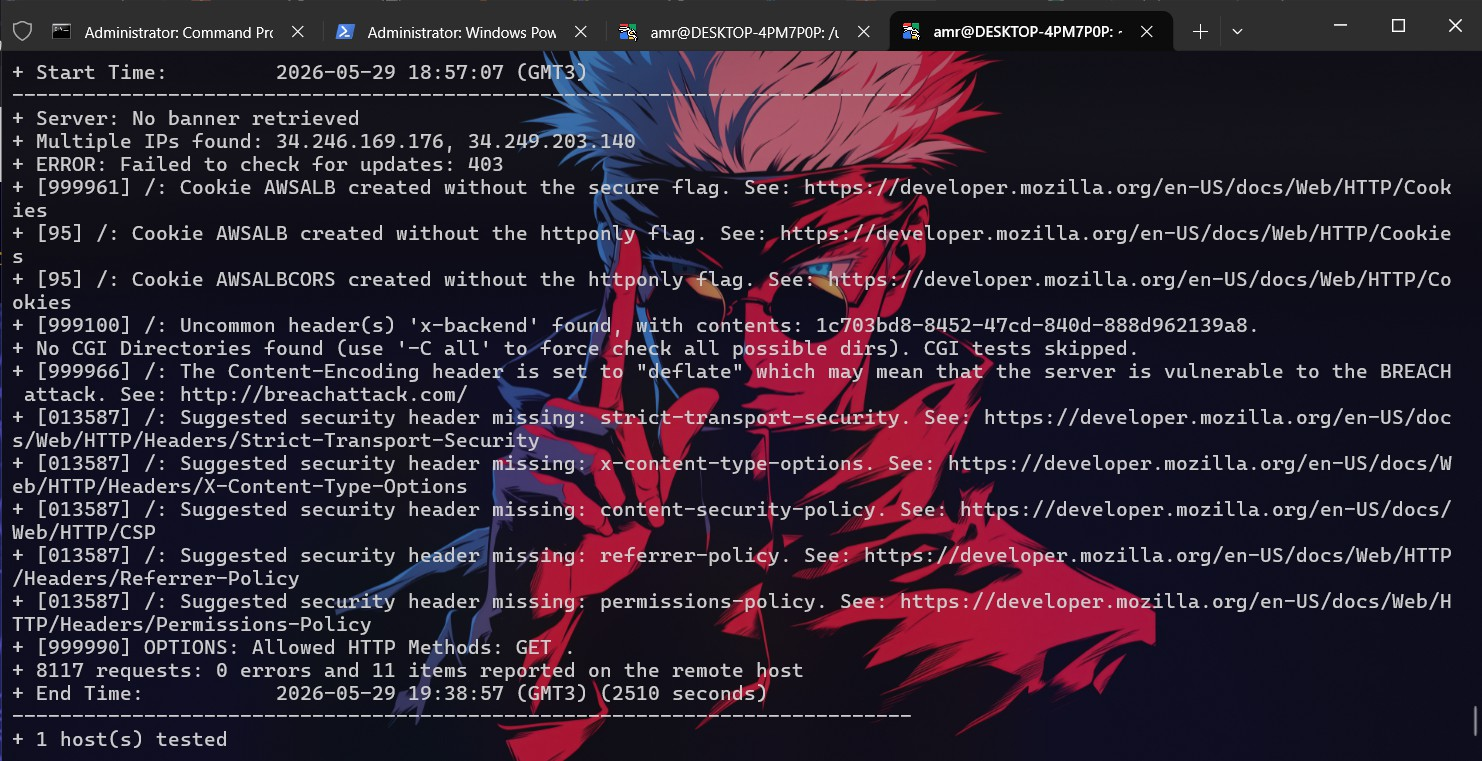 Administrator: Command Pro
Administrator: Windows Pow
amr@DESKTOP-4PM7P0P: /u
amr@DESKTOP-4PM7P0P: ~
+ Start Time:         2026-05-29 18:57:07 (GMT3)
---------------------------------------------------------------------------
+ Server: No banner retrieved
+ Multiple IPs found: 34.246.169.176, 34.249.203.140
+ ERROR: Failed to check for updates: 403
+ [999961] /: Cookie AWSALB created without the secure flag. See: https://developer.mozilla.org/en-US/docs/Web/HTTP/Cook
ies
+ [95] /: Cookie AWSALB created without the httponly flag. See: https://developer.mozilla.org/en-US/docs/Web/HTTP/Cookie
s
+ [95] /: Cookie AWSALBCORS created without the httponly flag. See: https://developer.mozilla.org/en-US/docs/Web/HTTP/Co
okies
+ [999100] /: Uncommon header(s) 'x-backend' found, with contents: 1c703bd8-8452-47cd-840d-888d962139a8.
+ No CGI Directories found (use '-C all' to force check all possible dirs). CGI tests skipped.
+ [999966] /: The Content-Encoding header is set to "deflate" which may mean that the server is vulnerable to the BREACH
 attack. See: http://breachattack.com/
+ [013587] /: Suggested security header missing: strict-transport-security. See: https://developer.mozilla.org/en-US/doc
s/Web/HTTP/Headers/Strict-Transport-Security
+ [013587] /: Suggested security header missing: x-content-type-options. See: https://developer.mozilla.org/en-US/docs/W
eb/HTTP/Headers/X-Content-Type-Options
+ [013587] /: Suggested security header missing: content-security-policy. See: https://developer.mozilla.org/en-US/docs/
Web/HTTP/CSP
+ [013587] /: Suggested security header missing: referrer-policy. See: https://developer.mozilla.org/en-US/docs/Web/HTTP
/Headers/Referrer-Policy
+ [013587] /: Suggested security header missing: permissions-policy. See: https://developer.mozilla.org/en-US/docs/Web/H
TTP/Headers/Permissions-Policy
+ [999990] OPTIONS: Allowed HTTP Methods: GET .
+ 8117 requests: 0 errors and 11 items reported on the remote host
+ End Time:           2026-05-29 19:38:57 (GMT3) (2510 seconds)
---------------------------------------------------------------------------
+ 1 host(s) tested